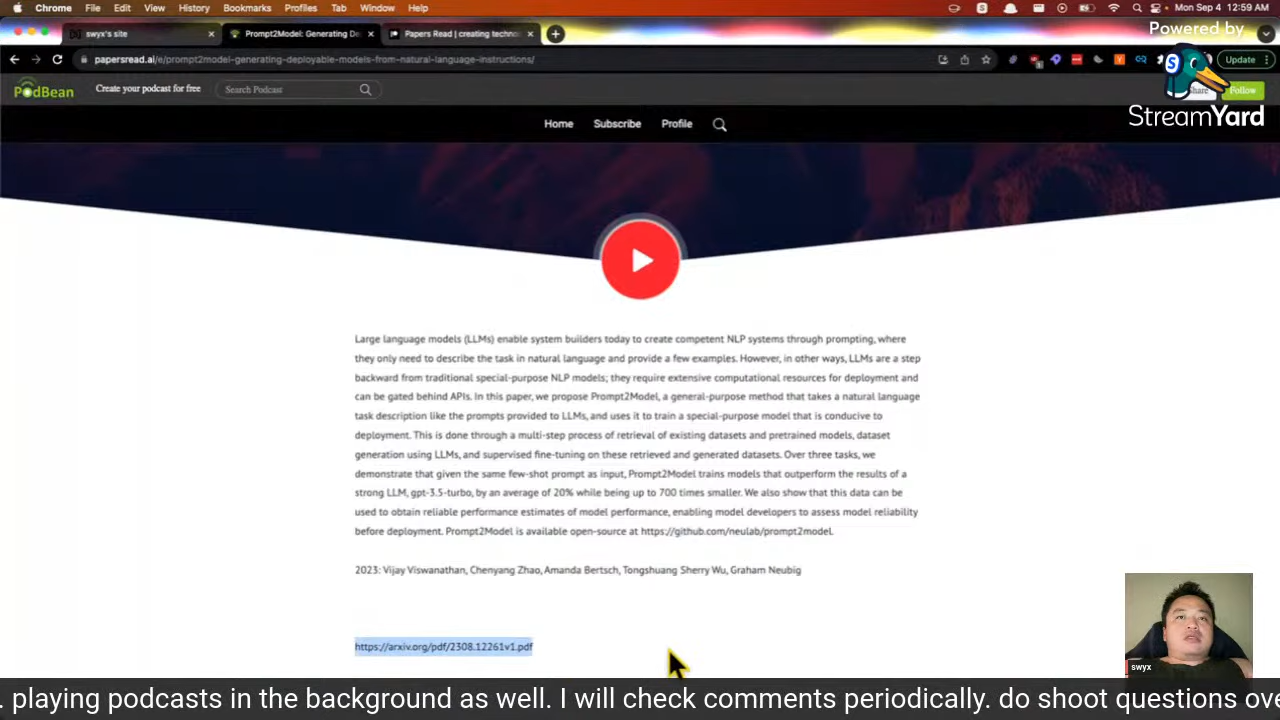 Chrome File Edit View History Bookmarks Profiles Tab Window Help
Mon Sep 4 12:59 AM
swyx's site
Prompt2Model: Generating De
Papers Read | creating techno
papersread.ai/e/prompt2model-generating-deployable-models-from-natural-language-instructions/
Update
Powered by
StreamYard
PodBean
Create your podcast for free
Search Podcast
Share
Follow
Home Subscribe Profile
Large language models (LLMs) enable system builders today to create competent NLP systems through prompting, where
they only need to describe the task in natural language and provide a few examples. However, in other ways, LLMs are a step
backward from traditional special-purpose NLP models; they require extensive computational resources for deployment and
can be gated behind APIs. In this paper, we propose Prompt2Model, a general-purpose method that takes a natural language
task description like the prompts provided to LLMs, and uses it to train a special-purpose model that is conducive to
deployment. This is done through a multi-step process of retrieval of existing datasets and pretrained models, dataset
generation using LLMs, and supervised fine-tuning on these retrieved and generated datasets. Over three tasks, we
demonstrate that given the same few-shot prompt as input, Prompt2Model trains models that outperform the results of a
strong LLM, gpt-3.5-turbo, by an average of 20% while being up to 700 times smaller. We also show that this data can be
used to obtain reliable performance estimates of model performance, enabling model developers to assess model reliability
before deployment. Prompt2Model is available open-source at https://github.com/neulab/prompt2model.
2023: Vijay Viswanathan, Chenyang Zhao, Amanda Bertsch, Tongshuang Sherry Wu, Graham Neubig
https://arxiv.org/pdf/2308.12261v1.pdf
swyx
. playing podcasts in the background as well. I will check comments periodically. do shoot questions ove